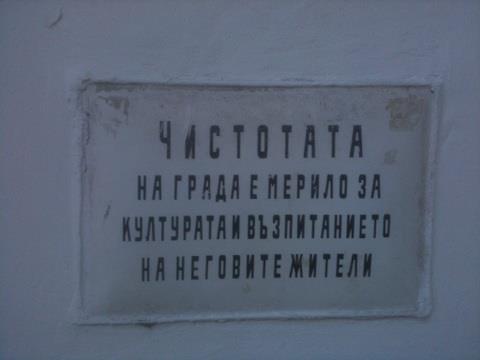 ЧИСТОТАТА
НА ГРАДА Е МЕРИЛО ЗА
КУЛТУРАТА И ВЪЗПИТАНИЕТО
НА НЕГОВИТЕ ЖИТЕЛИ